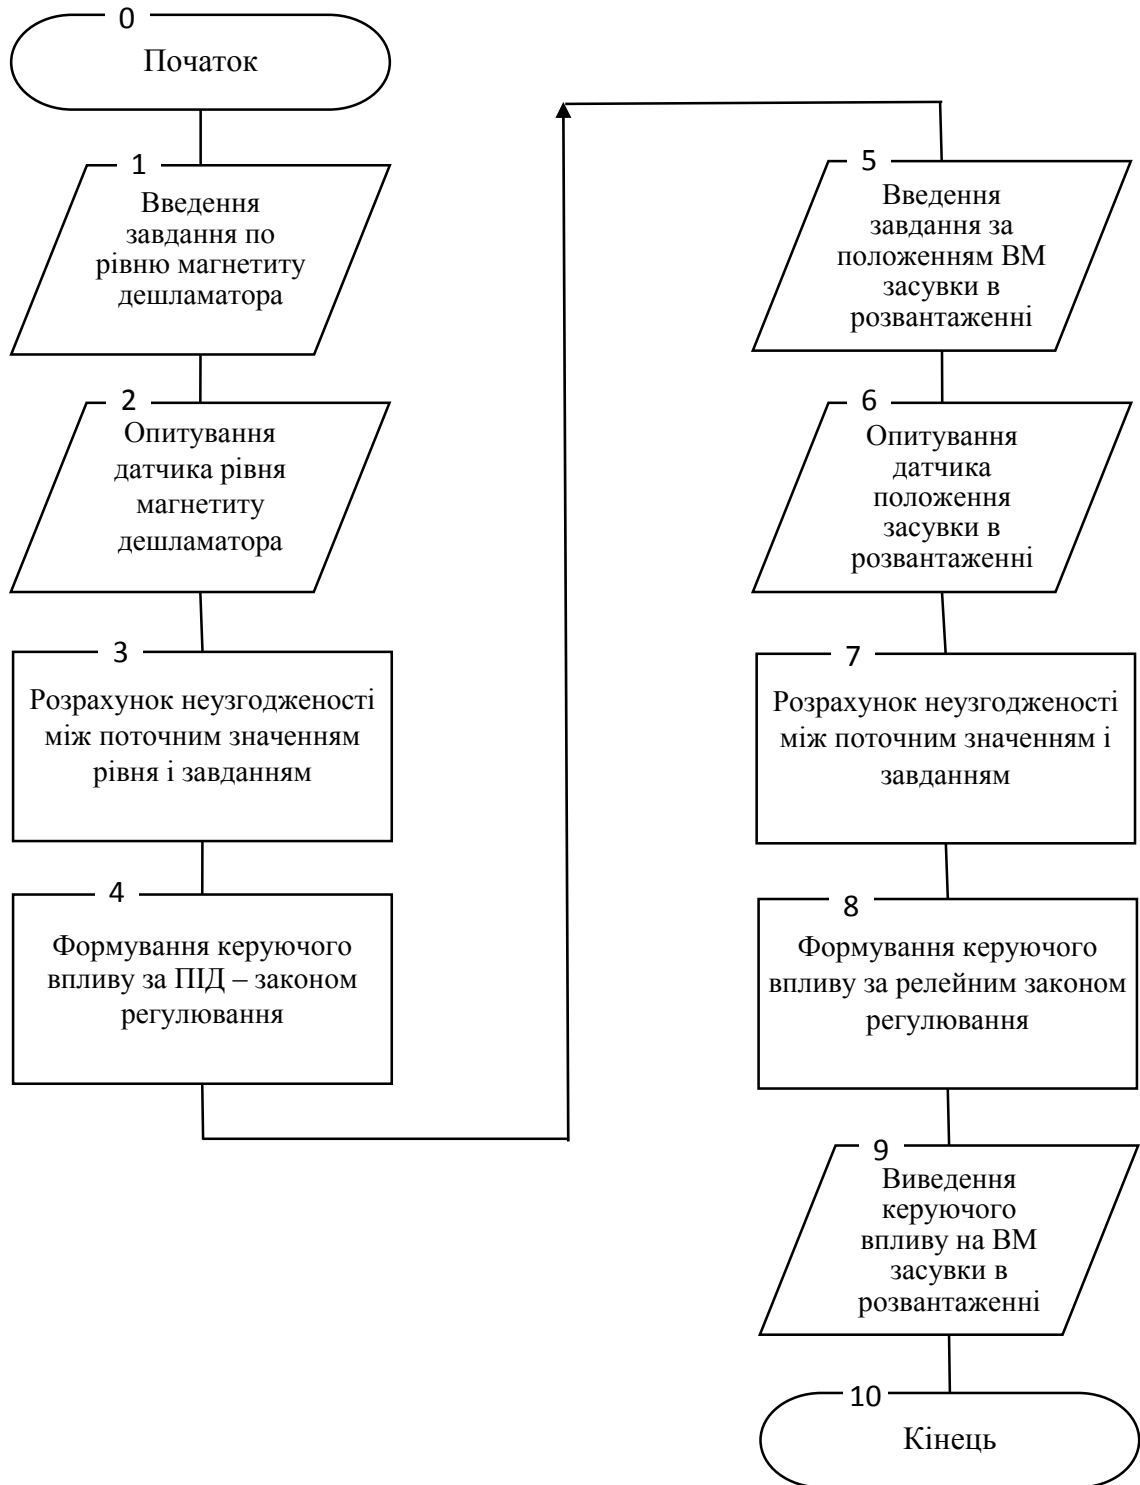 0
Початок
1
Введення
завдання по
рівню магнетиту
дешламатора
2
Опитування
датчика рівня
магнетиту
дешламатора
3
Розрахунок неузгодженості
між поточним значенням
рівня і завданням
4
Формування керуючого
впливу за ПІД – законом
регулювання
5
Введення
завдання за
положенням ВМ
засувки в
розвантаженні
6
Опитування
датчика
положення
засувки в
розвантаженні
7
Розрахунок неузгодженості
між поточним значенням і
завданням
8
Формування керуючого
впливу за релейним законом
регулювання
9
Виведення
керуючого
впливу на ВМ
засувки в
розвантаженні
10
Кінець